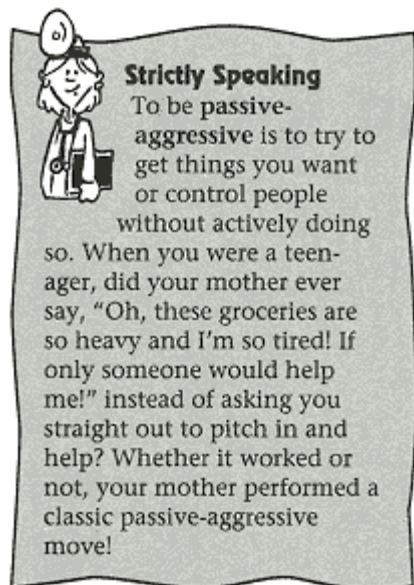 Strictly Speaking
To be passive-
aggressive is to try to
get things you want
or control people
without actively doing
so. When you were a teen-
ager, did your mother ever
say, “Oh, these groceries are
so heavy and I’m so tired! If
only someone would help
me!” instead of asking you
straight out to pitch in and
help? Whether it worked or
not, your mother performed a
classic passive-aggressive
move!